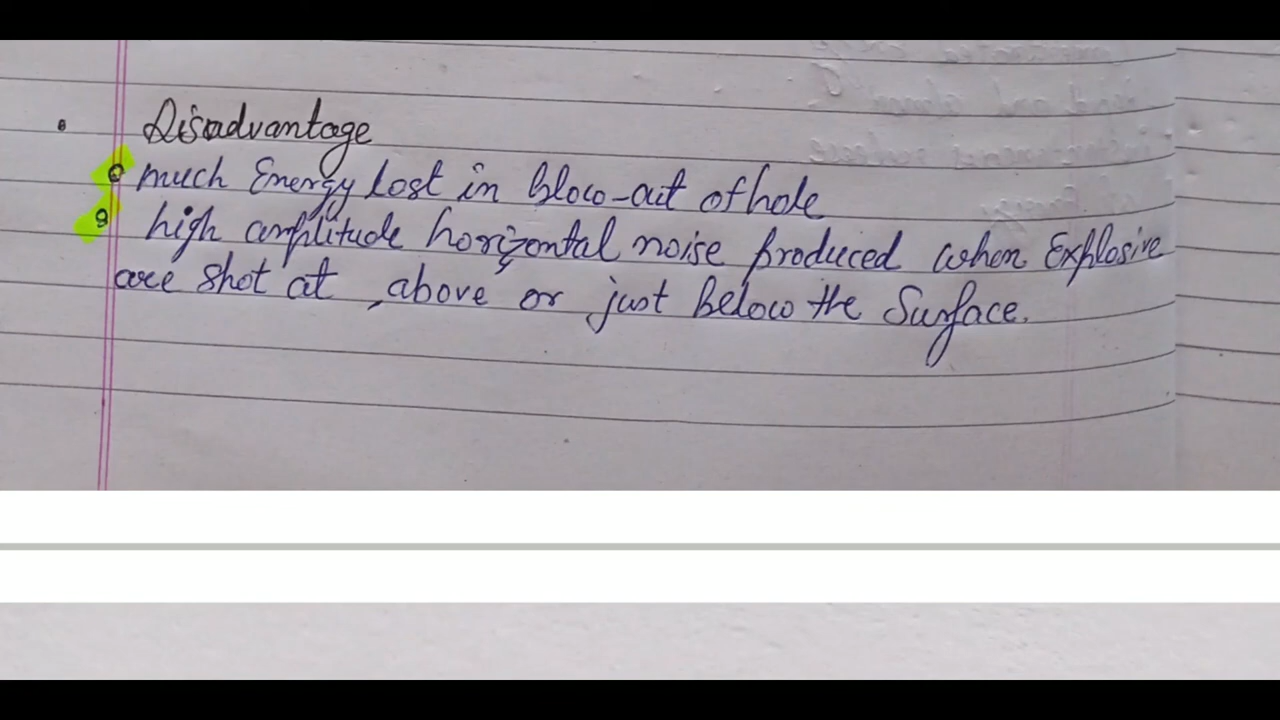 • Disadvantage
• much Energy Lost in blow-out of hole
• high amplitude horizontal noise produced when Explosive
are shot at , above or just below the Surface.